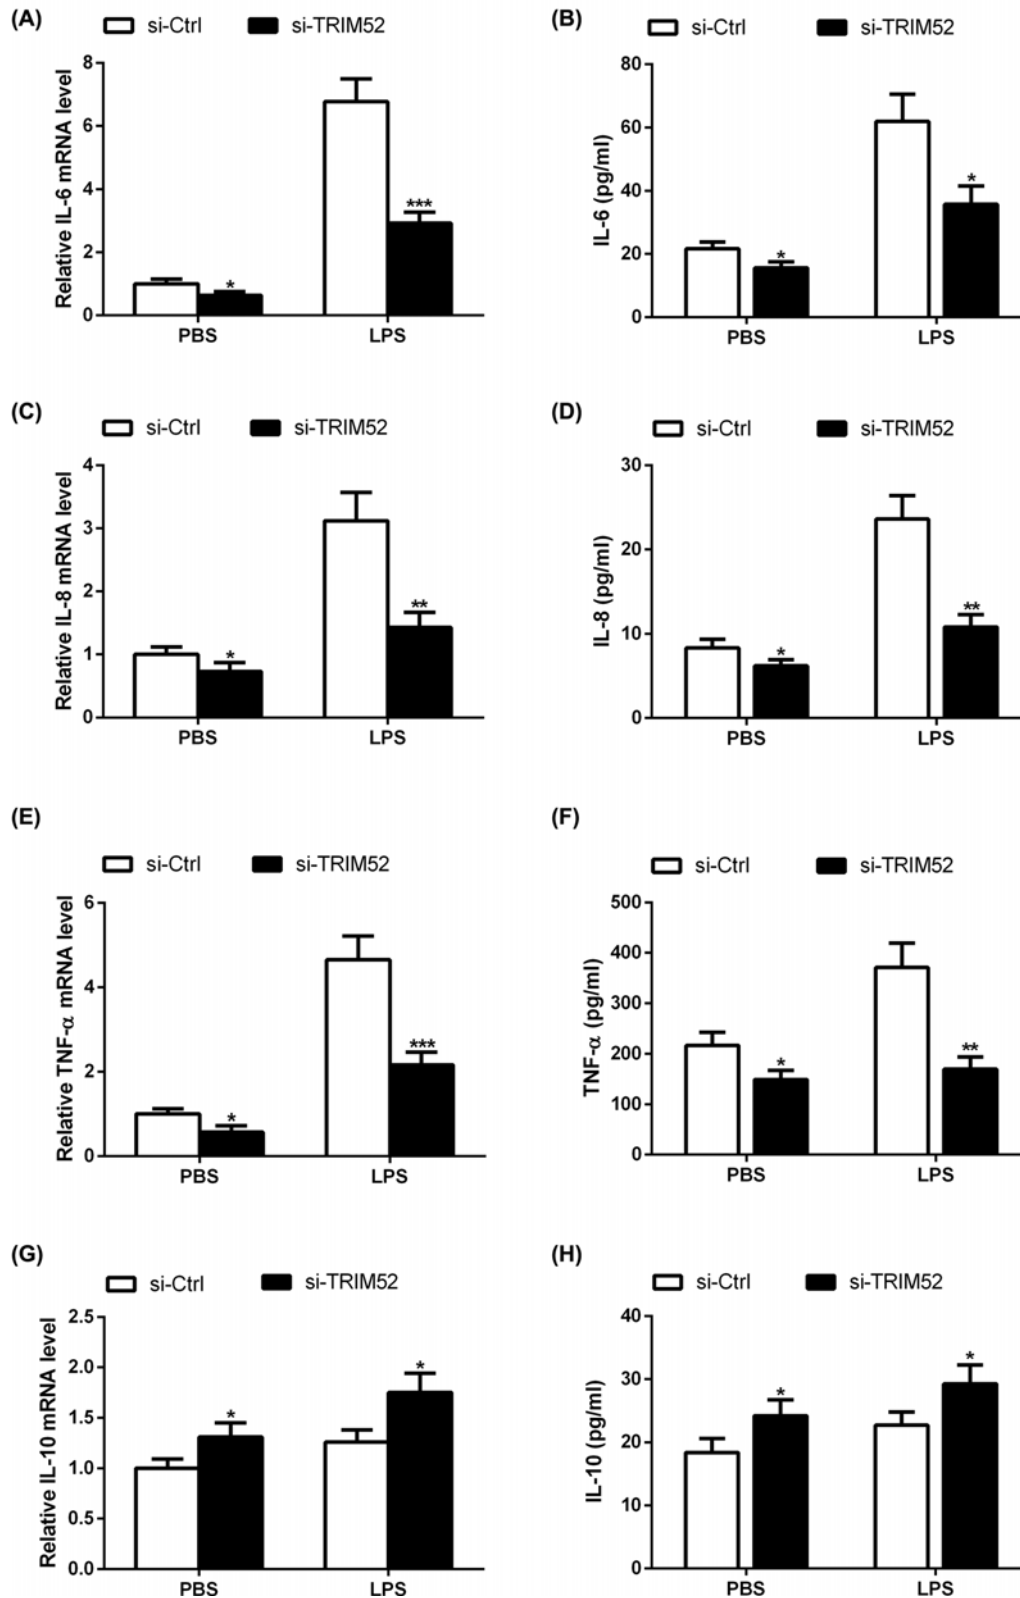 (A)
si-Ctrl si-TRIM52
Relative IL-6 mRNA level
8
6
4
2
0
***
*
PBS LPS
(B)
si-Ctrl si-TRIM52
IL-6 (pg/ml)
80
60
40
20
0
*
*
PBS LPS
(C)
si-Ctrl si-TRIM52
Relative IL-8 mRNA level
4
3
2
1
0
**
*
PBS LPS
(D)
si-Ctrl si-TRIM52
IL-8 (pg/ml)
30
20
10
0
**
*
PBS LPS
(E)
si-Ctrl si-TRIM52
Relative TNF-α mRNA level
6
4
2
0
***
*
PBS LPS
(F)
si-Ctrl si-TRIM52
TNF-α (pg/ml)
500
400
300
200
100
0
**
*
PBS LPS
(G)
si-Ctrl si-TRIM52
Relative IL-10 mRNA level
2.5
2.0
1.5
1.0
0.5
0.0
*
*
PBS LPS
(H)
si-Ctrl si-TRIM52
IL-10 (pg/ml)
40
30
20
10
0
*
*
PBS LPS